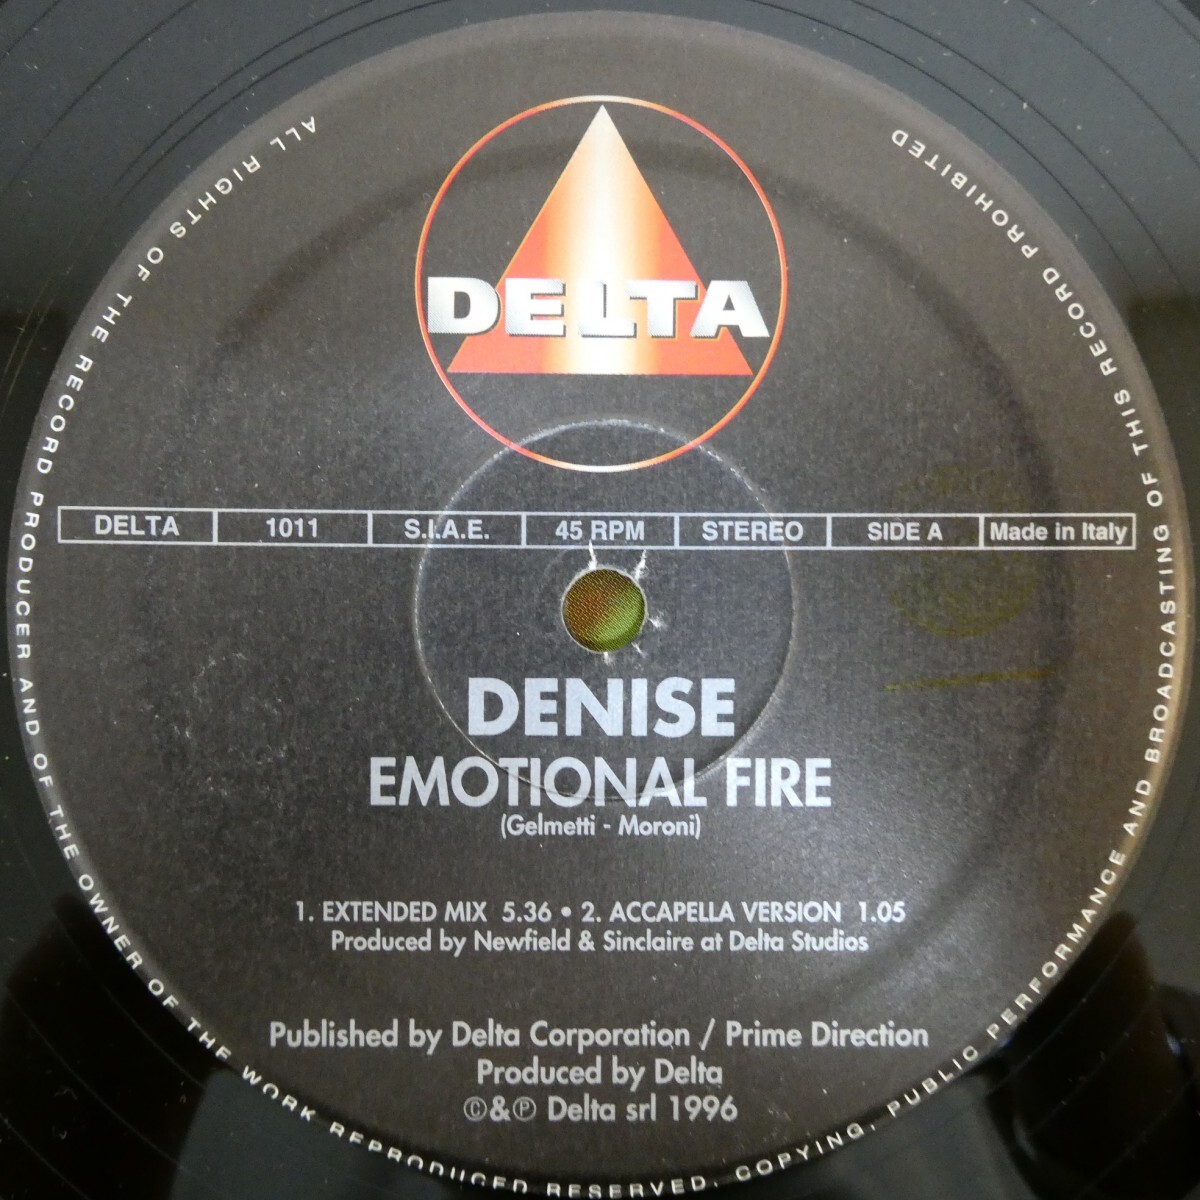 DELTA
DELTA 1011 S.I.A.E. 45 RPM STEREO SIDE A Made in Italy
DENISE
EMOTIONAL FIRE
(Gelmetti - Moroni)
1. EXTENDED MIX 5.36 • 2. ACCAPELLA VERSION 1.05
Produced by Newfield & Sinclaire at Delta Studios
Published by Delta Corporation / Prime Direction
Produced by Delta
©&℗ Delta srl 1996
ALL RIGHTS OF THE RECORD PRODUCER AND OF THE OWNER OF THE WORK REPRODUCED RESERVED. COPYING, PUBLIC PERFORMANCE AND BROADCASTING OF THIS RECORD PROHIBITED